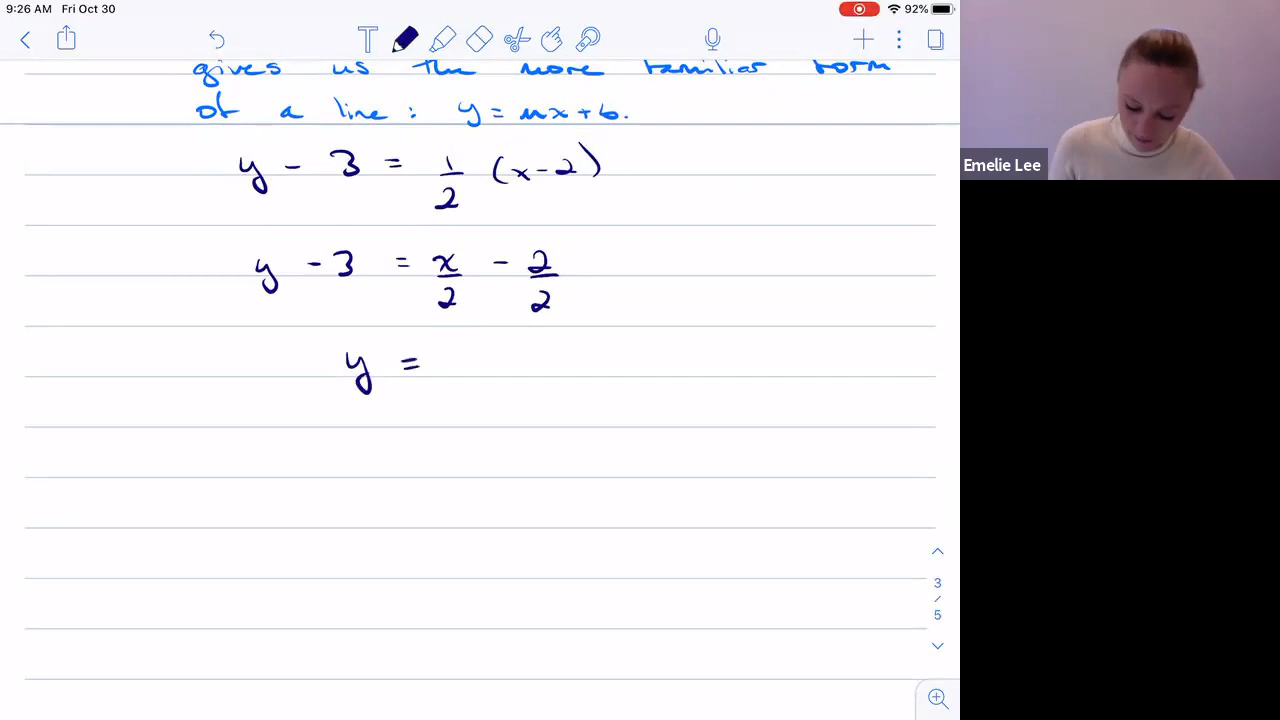 9:26 AM Fri Oct 30
92%
gives us the more familiar form
of a line: y = mx + b.
y - 3 = 1/2 (x - 2)
y - 3 = x/2 - 2/2
y =
Emelie Lee
3
/
5